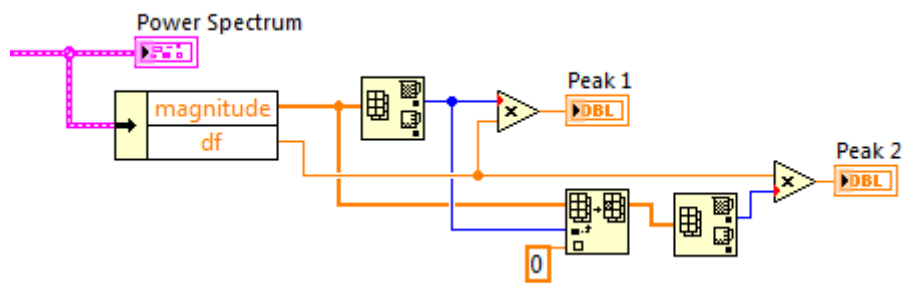 Power Spectrum
magnitude
df
Peak 1
DBL
Peak 2
DBL
0